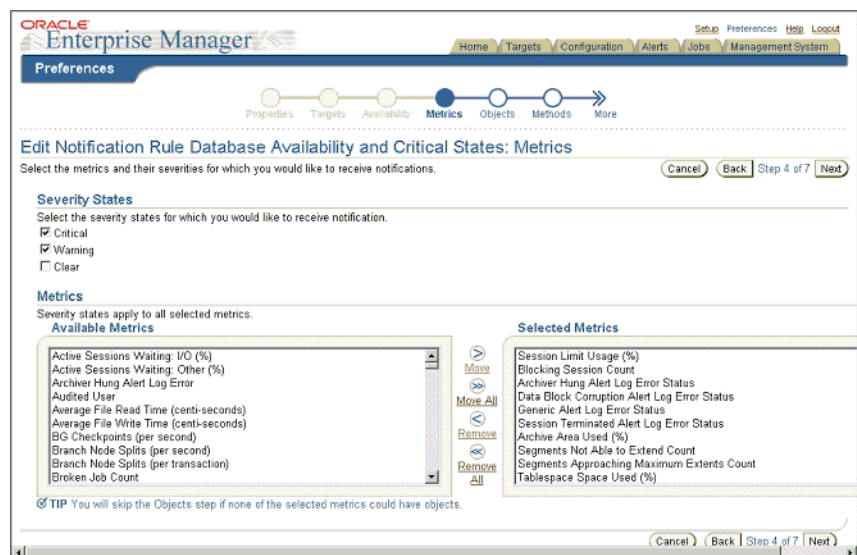 ORACLE
Enterprise Manager
Setup Preferences Help Logout
Home Targets Configuration Alerts Jobs Management System
Preferences
Properties Targets Availability Metrics Objects Methods More
Edit Notification Rule Database Availability and Critical States: Metrics
Select the metrics and their severities for which you would like to receive notifications.
Cancel Back Step 4 of 7 Next
Severity States
Select the severity states for which you would like to receive notification.
Critical
Warning
Clear
Metrics
Severity states apply to all selected metrics.
Available Metrics
Active Sessions Waiting: I/O (%)
Active Sessions Waiting: Other (%)
Archiver Hung Alert Log Error
Audited User
Average File Read Time (centi-seconds)
Average File Write Time (centi-seconds)
BG Checkpoints (per second)
Branch Node Splits (per second)
Branch Node Splits (per transaction)
Broken Job Count
Move
Move All
Remove
Remove All
Selected Metrics
Session Limit Usage (%)
Blocking Session Count
Archiver Hung Alert Log Error Status
Data Block Corruption Alert Log Error Status
Generic Alert Log Error Status
Session Terminated Alert Log Error Status
Archive Area Used (%)
Segments Not Able to Extend Count
Segments Approaching Maximum Extents Count
Tablespace Space Used (%)
TIP You will skip the Objects step if none of the selected metrics could have objects.
Cancel Back Step 4 of 7 Next